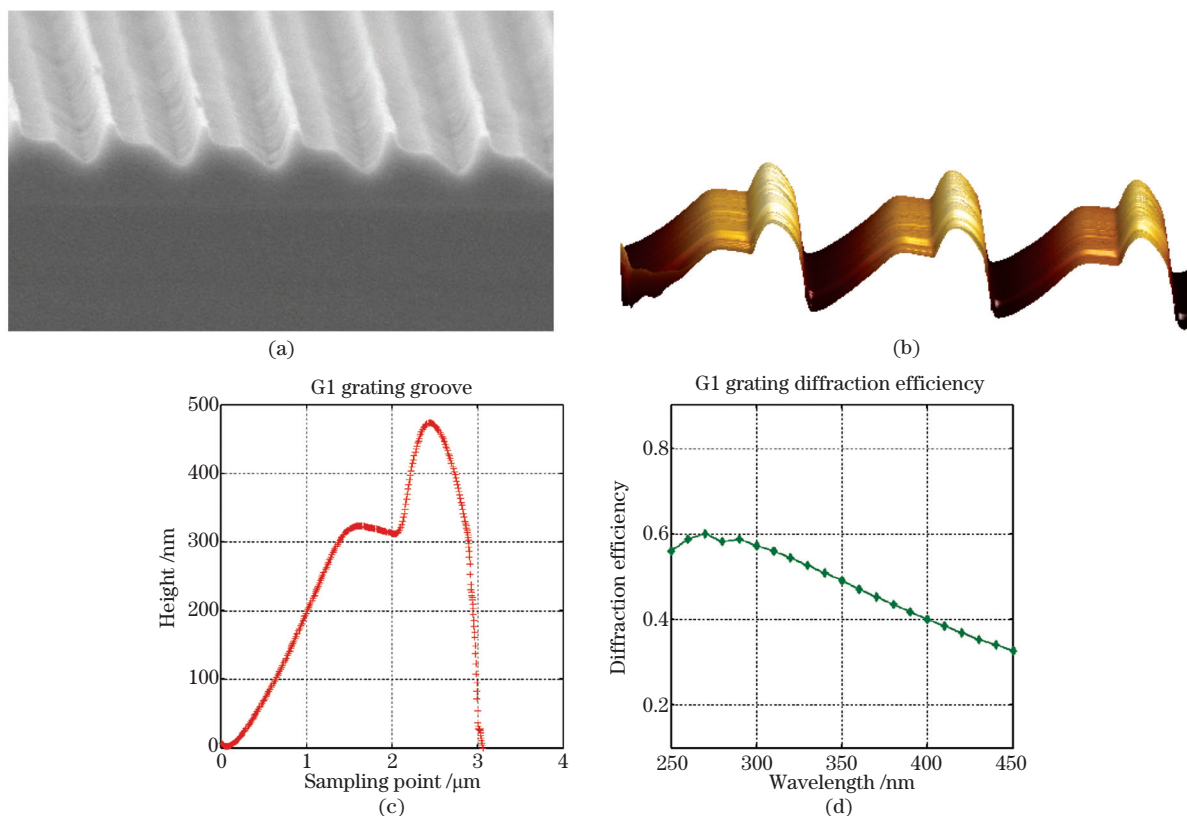 (a)
(b)
G1 grating groove
500
400
300
200
100
0
Height /nm
0 1 2 3 4
Sampling point /μm
(c)
G1 grating diffraction efficiency
0.8
0.6
0.4
0.2
Diffraction efficiency
250 300 350 400 450
Wavelength /nm
(d)